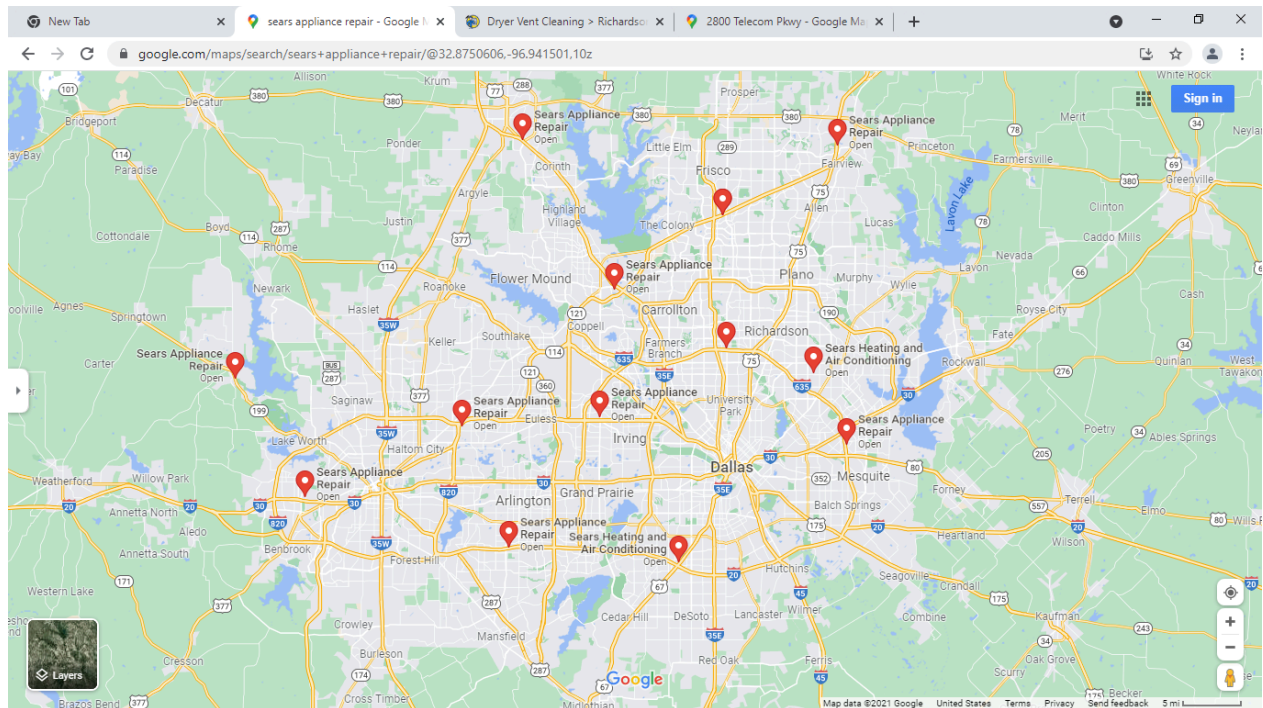 New Tab
sears appliance repair - Google M
Dryer Vent Cleaning > Richardso
2800 Telecom Pkwy - Google Ma
google.com/maps/search/sears+appliance+repair/@32.8750606,-96.941501,10z
Sign in
Allison
Krum
Prosper
White Rock
Merit
Decatur
Bridgeport
Ponder
Sears Appliance
Repair
Open
Little Elm
Sears Appliance
Repair
Open
Fairview
Princeton
Farmersville
Paradise
Corinth
Frisco
Greenville
Argyle
Highland
Village
The Colony
Allen
Lucas
Lavon Lake
Clinton
Justin
Cottondale
Boyd
Rhome
Caddo Mills
Nevada
Lavon
Newark
Flower Mound
Roanoke
Sears Appliance
Repair
Open
Plano
Murphy
Wylie
Cash
Agnes
Springtown
Haslet
Southlake
Coppell
Carrollton
Farmers
Branch
Richardson
Royse City
Fate
Keller
Carter
Sears Appliance
Repair
Open
Sears Heating and
Air Conditioning
Open
Rockwall
Quinlan
West
Tawakon
Saginaw
Sears Appliance
Repair
Open
Euless
Sears Appliance
Repair
Open
University
Park
Sears Appliance
Repair
Open
Poetry
Ables Springs
Lake Worth
Haltom City
Irving
Dallas
Mesquite
Weatherford
Willow Park
Sears Appliance
Repair
Open
Arlington
Grand Prairie
Balch Springs
Forney
Terrell
Elmo
Wills P
Annetta North
Aledo
Annetta South
Benbrook
Forest Hill
Sears Appliance
Repair
Open
Sears Heating and
Air Conditioning
Open
Hutchins
Seagoville
Heartland
Wilson
Crandall
Western Lake
Cedar Hill
DeSoto
Lancaster
Wilmer
Combine
Kaufman
Crowley
Mansfield
Burleson
Cresson
Red Oak
Ferris
Oak Grove
Scurry
Becker
Layers
Google
Brazos Bend
Cross Timber
Midlothian
Map data ©2021 Google
United States
Terms
Privacy
Send feedback
5 mi